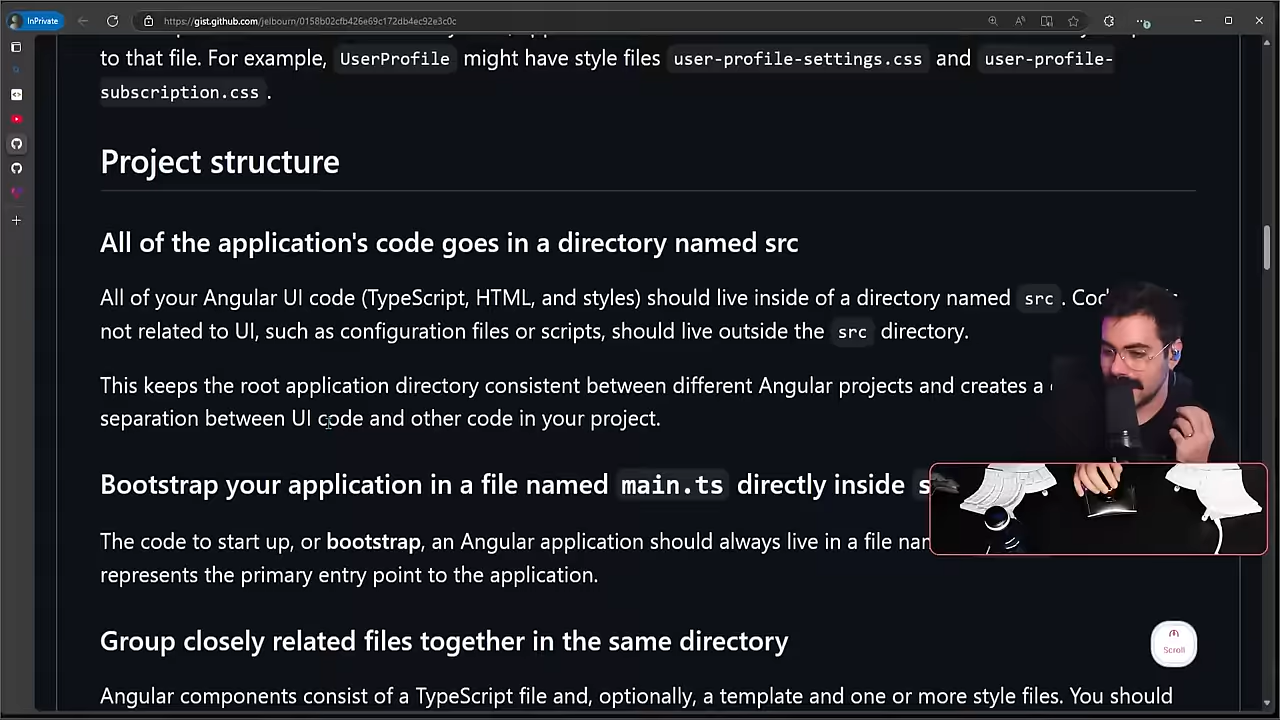 InPrivate
https://gist.github.com/jelbourn/0158b02cfb426e69c172db4ec92e3c0c
to that file. For example, UserProfile might have style files user-profile-settings.css and user-profile-
subscription.css .
Project structure
All of the application's code goes in a directory named src
All of your Angular UI code (TypeScript, HTML, and styles) should live inside of a directory named src .
not related to UI, such as configuration files or scripts, should live outside the src directory.
This keeps the root application directory consistent between different Angular projects and creates a
separation between UI code and other code in your project.
Bootstrap your application in a file named main.ts directly inside
The code to start up, or bootstrap, an Angular application should always live in a file
represents the primary entry point to the application.
Group closely related files together in the same directory
Scroll
Angular components consist of a TypeScript file and, optionally, a template and one or more style files. You should